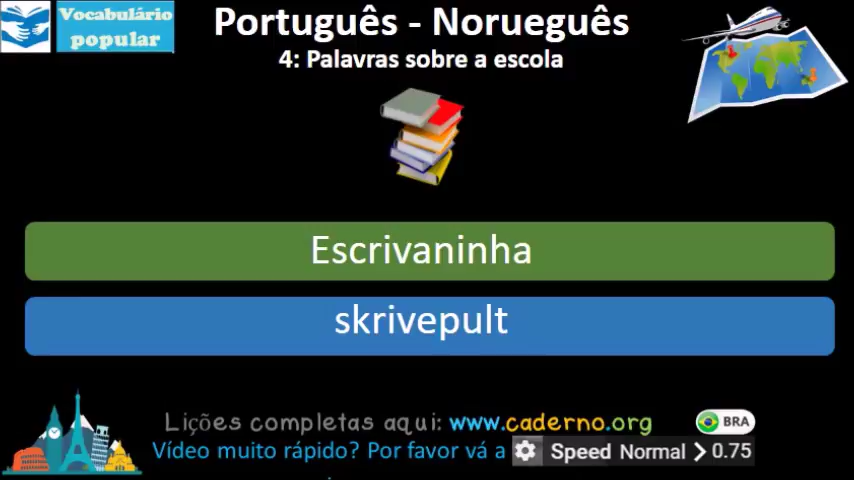 Vocabulário
popular
Português - Norueguês
4: Palavras sobre a escola
Escrivaninha
skrivepult
Lições completas aqui: www.caderno.org
BRA
Vídeo muito rápido? Por favor vá a Speed Normal > 0.75